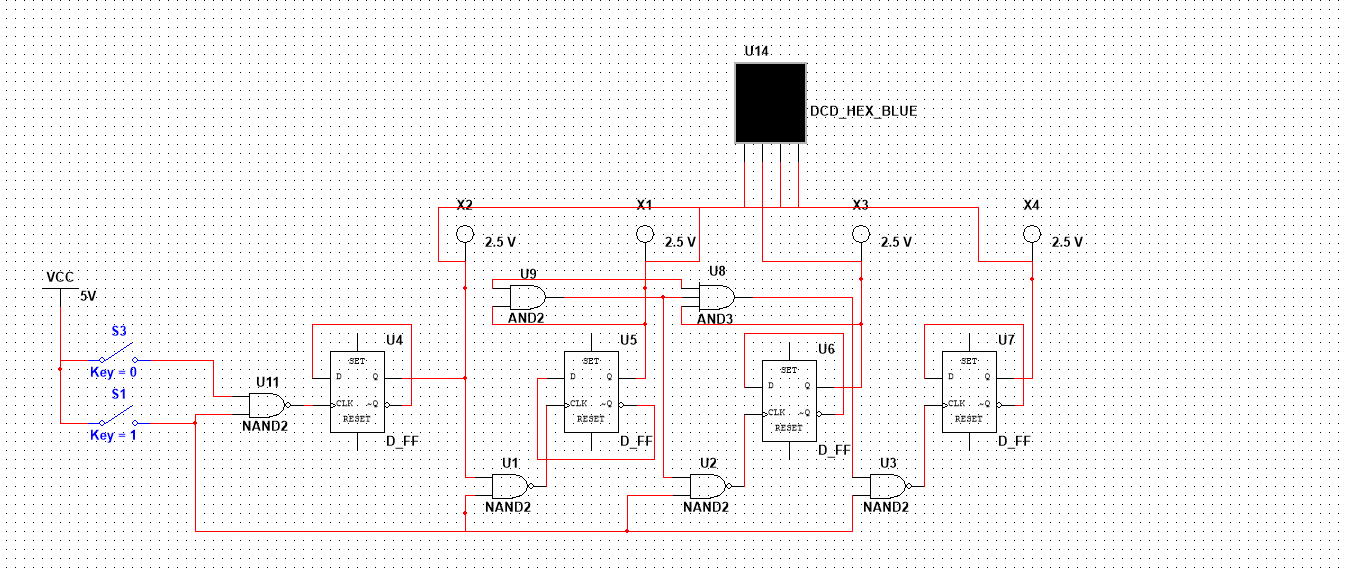 U14
DCD_HEX_BLUE
X2
X1
X3
X4
2.5 V
2.5 V
2.5 V
2.5 V
VCC
5V
U9
U8
AND2
AND3
S3
Key = 0
S1
Key = 1
U11
NAND2
U4
SET
D Q
CLK ~Q
RESET
D_FF
U5
SET
D Q
CLK ~Q
RESET
D_FF
U6
SET
D Q
CLK ~Q
RESET
D_FF
U7
SET
D Q
CLK ~Q
RESET
D_FF
U1
NAND2
U2
NAND2
U3
NAND2